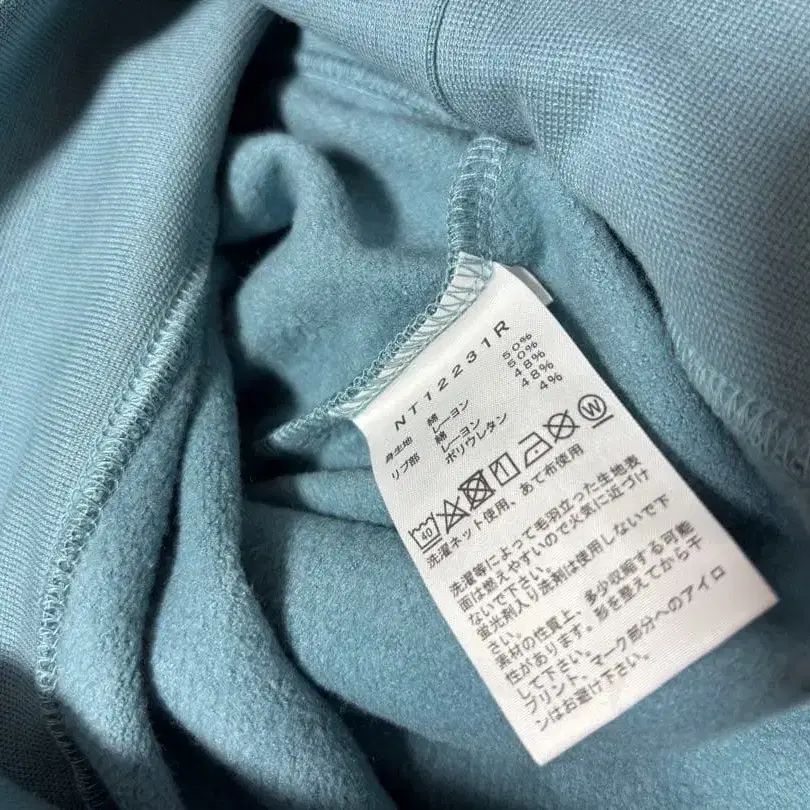 NT12231R
身生地 綿 50%
レーヨン 50%
リブ部 綿 48%
レーヨン 48%
ポリウレタン 4%
40 W
洗濯ネット使用、あて布使用
洗濯等によって毛羽立った生地表
面は燃えやすいので火気に近づけ
ないで下さい。
蛍光剤入り洗剤は使用しないで下
さい。
素材の性質上、多少収縮する可能
性があります。形を整えてから干
して下さい。
プリント、マーク部分へのアイロ
ンはお避け下さい。